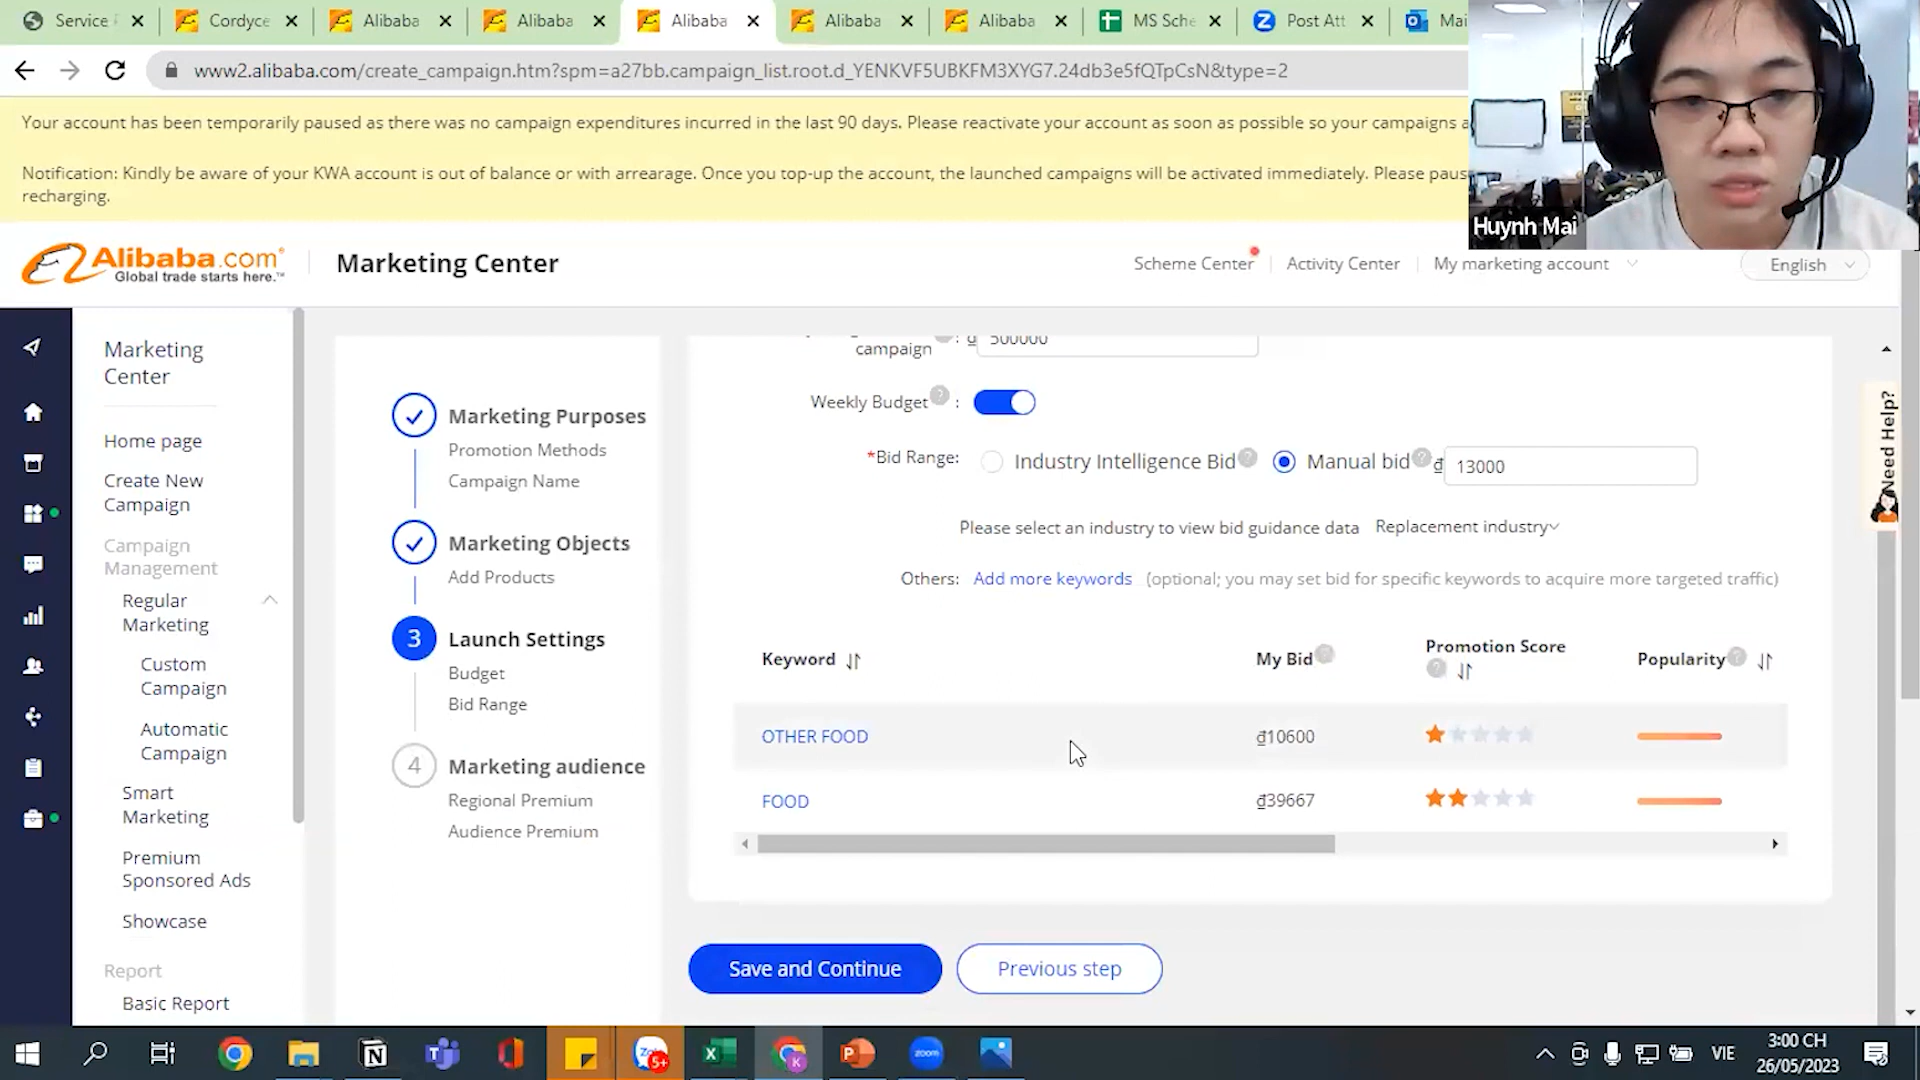 Service
Cordyce
Alibaba
Alibaba
Alibaba
Alibaba
Alibaba
MS Sche
Post Att
Mai
www2.alibaba.com/create_campaign.htm?spm=a27bb.campaign_list.root.d_YENKVF5UBKFM3XYG7.24db3e5fQTpCsN&type=2
Your account has been temporarily paused as there was no campaign expenditures incurred in the last 90 days. Please reactivate your account as soon as possible so your campaigns a
Notification: Kindly be aware of your KWA account is out of balance or with arrearage. Once you top-up the account, the launched campaigns will be activated immediately. Please paus
recharging.
Huynh Mai
Alibaba.com
Global trade starts here.™
Marketing Center
Scheme Center
Activity Center
My marketing account
English
Marketing
Center
Home page
Create New
Campaign
Campaign
Management
Regular
Marketing
Custom
Campaign
Automatic
Campaign
Smart
Marketing
Premium
Sponsored Ads
Showcase
Report
Basic Report
Marketing Purposes
Promotion Methods
Campaign Name
Marketing Objects
Add Products
3 Launch Settings
Budget
Bid Range
4 Marketing audience
Regional Premium
Audience Premium
campaign ? : ₫ 500000
Weekly Budget ? :
*Bid Range: Industry Intelligence Bid ? Manual bid ? ₫ 13000
Please select an industry to view bid guidance data Replacement industry
Others: Add more keywords (optional; you may set bid for specific keywords to acquire more targeted traffic)
Keyword My Bid ? Promotion Score ? Popularity ?
OTHER FOOD ₫10600
FOOD ₫39667
Save and Continue
Previous step
Need Help?
5+
zoom
VIE
3:00 CH
26/05/2023